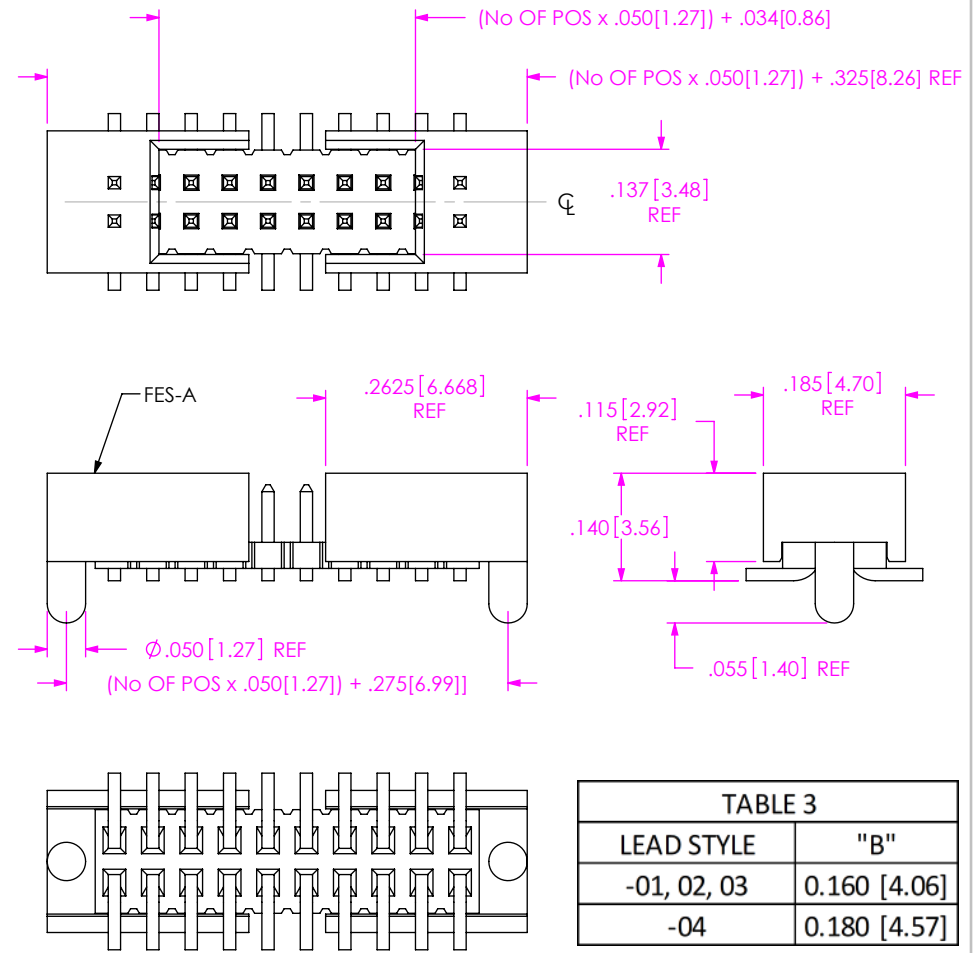 (No OF POS x .050[1.27]) + .034[0.86]
(No OF POS x .050[1.27]) + .325[8.26] REF
.137[3.48]
REF
℄
FES-A
.2625[6.668]
REF
.185[4.70]
REF
.115[2.92]
REF
.140[3.56]
Ø.050[1.27] REF
.055[1.40] REF
(No OF POS x .050[1.27]) + .275[6.99]]
TABLE 3
LEAD STYLE "B"
-01, 02, 03 0.160 [4.06]
-04 0.180 [4.57]